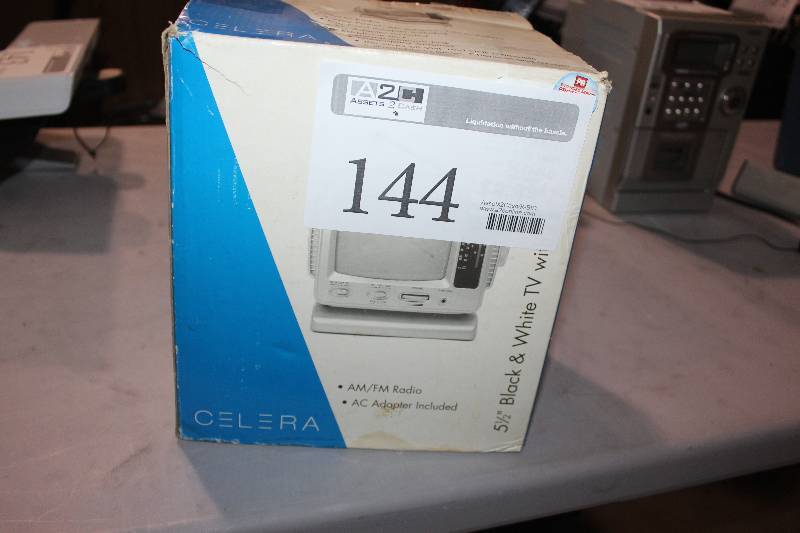 CELERA
A2C
ASSETS 2 CASH
Liquidation without the hassle.
144
• AM/FM Radio
• AC Adapter Included
CELERA
5½" Black & White TV wi